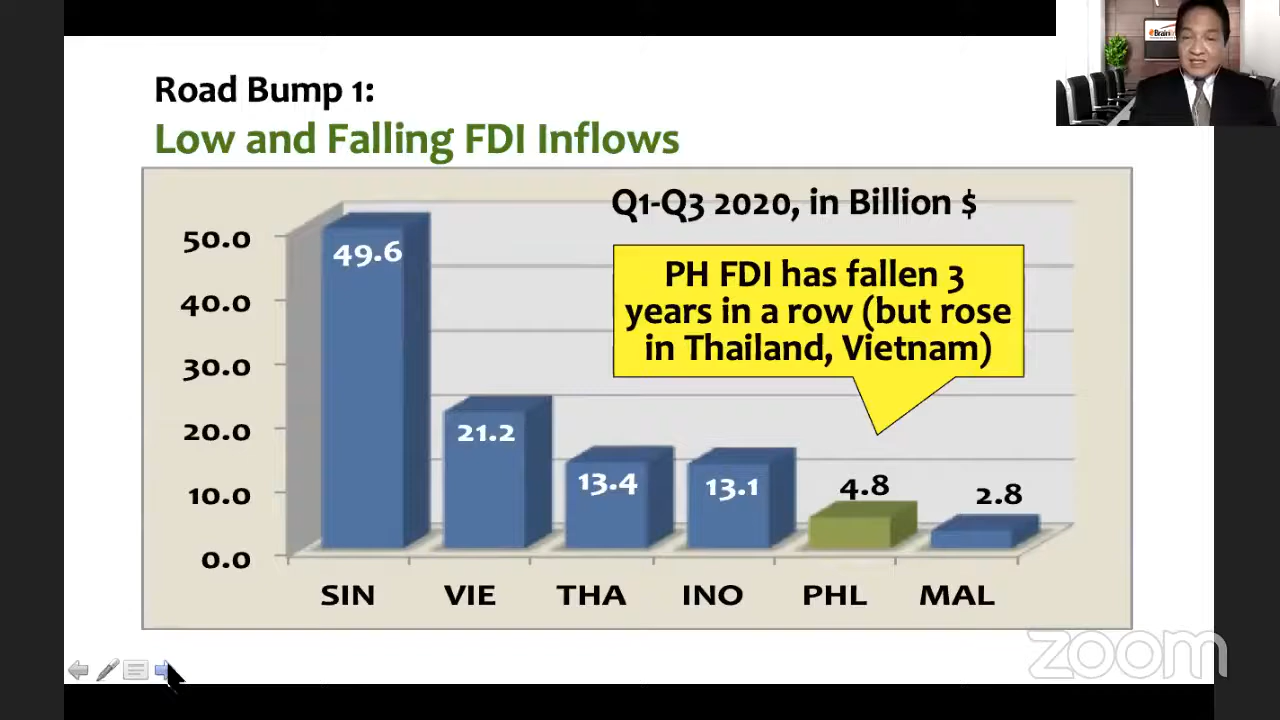 Road Bump 1:
Low and Falling FDI Inflows
Q1-Q3 2020, in Billion $
PH FDI has fallen 3
years in a row (but rose
in Thailand, Vietnam)
50.0
40.0
30.0
20.0
10.0
0.0
49.6
21.2
13.4
13.1
4.8
2.8
SIN
VIE
THA
INO
PHL
MAL
zoom